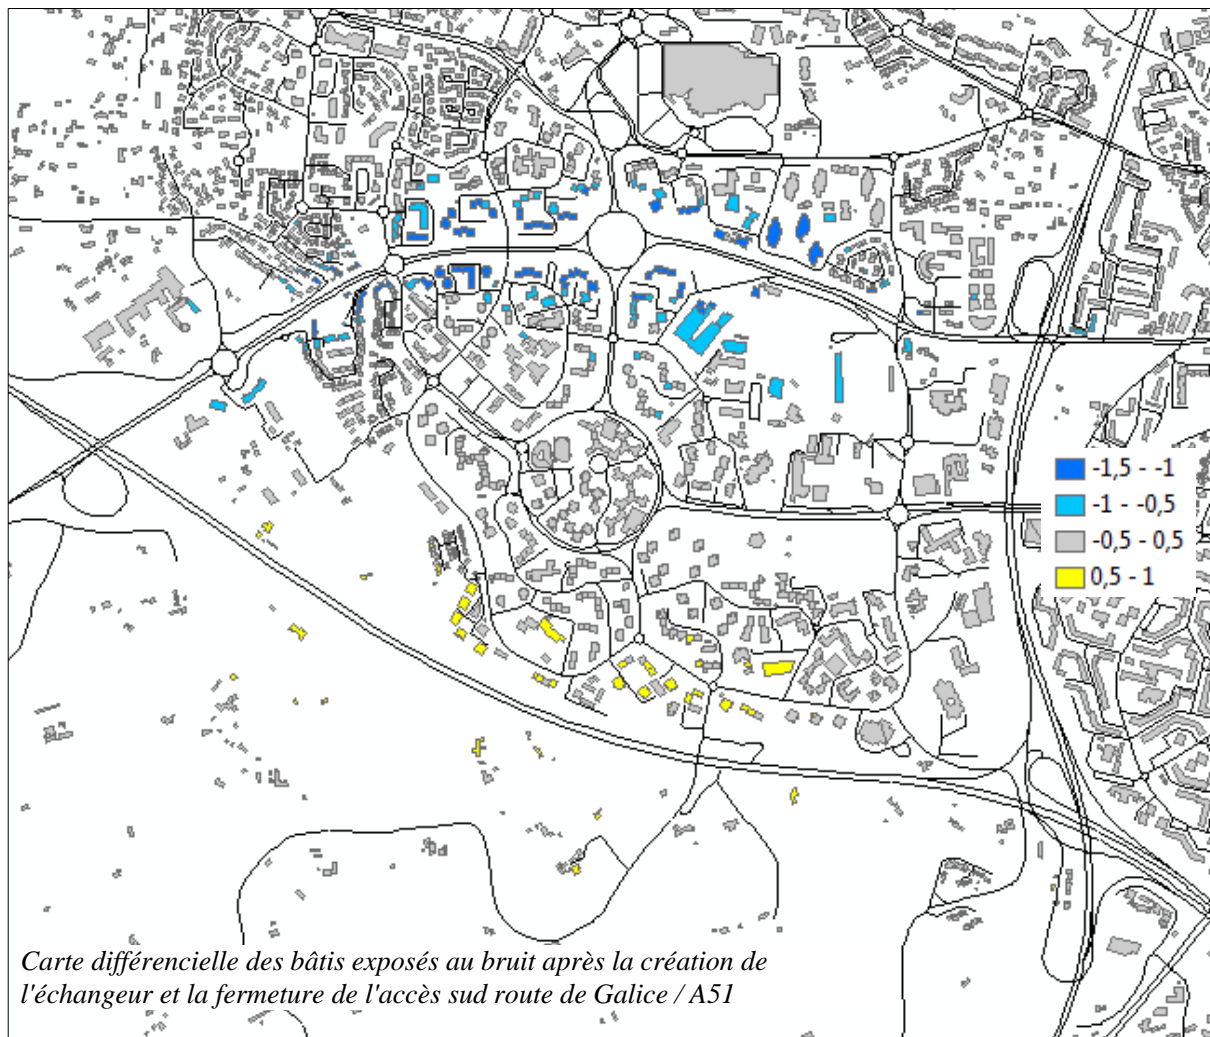 -1,5 - -1
-1 - -0,5
-0,5 - 0,5
0,5 - 1
Carte différencielle des bâtis exposés au bruit après la création de
l'échangeur et la fermeture de l'accès sud route de Galice / A51